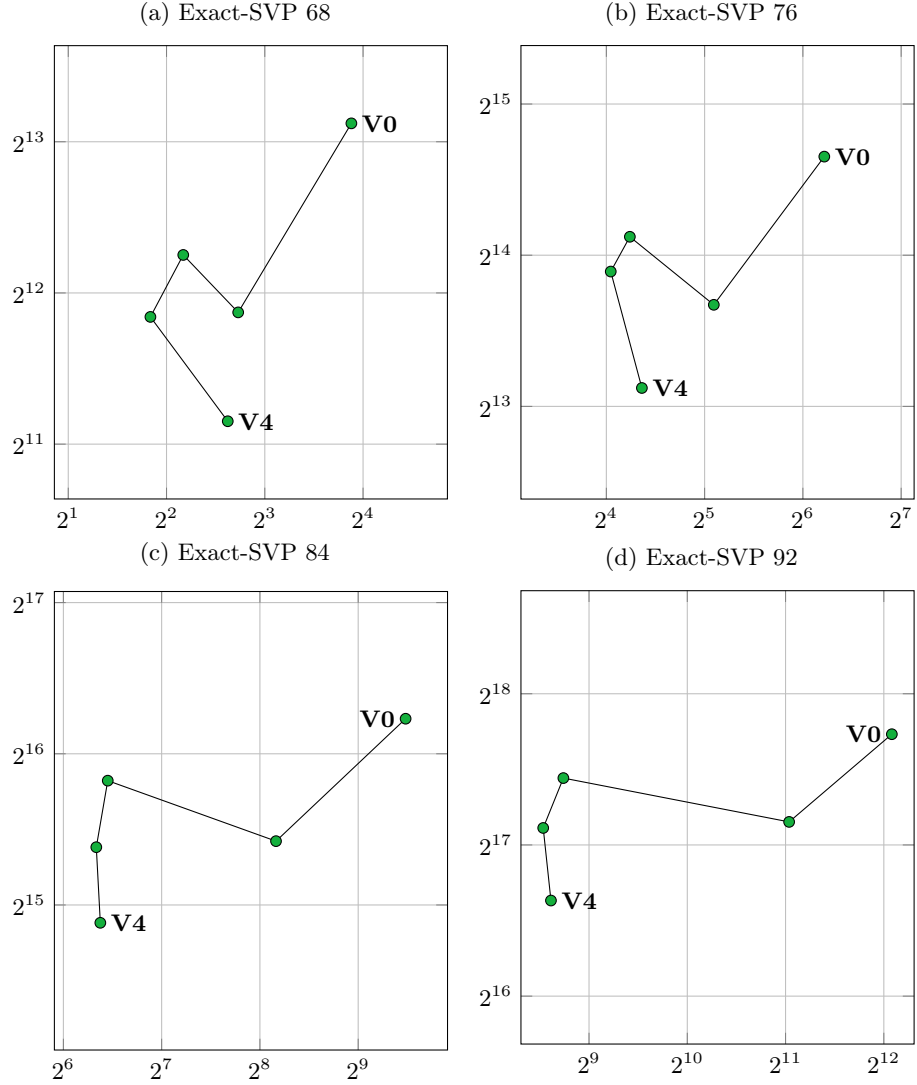 (a) Exact-SVP 68
2^13
2^12
2^11
V0
V4
2^1 2^2 2^3 2^4
(b) Exact-SVP 76
2^15
2^14
2^13
V0
V4
2^4 2^5 2^6 2^7
(c) Exact-SVP 84
2^17
2^16
2^15
V0
V4
2^6 2^7 2^8 2^9
(d) Exact-SVP 92
2^18
2^17
2^16
V0
V4
2^9 2^10 2^11 2^12